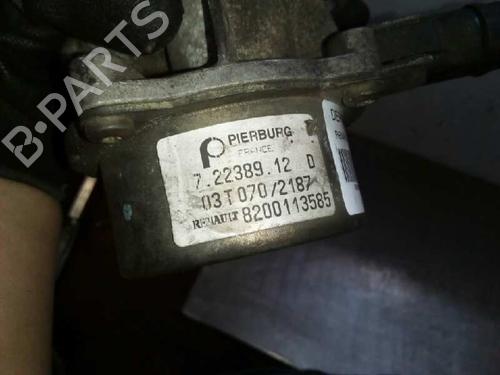 B-PARTS
PIERBURG
FRANCE
7.22389.12 D
03T070/2187
RENAULT 8200113585